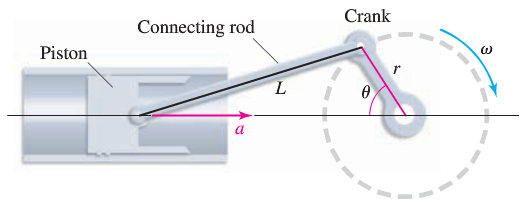 Crank
Connecting rod
Piston
ω
r
θ
L
a